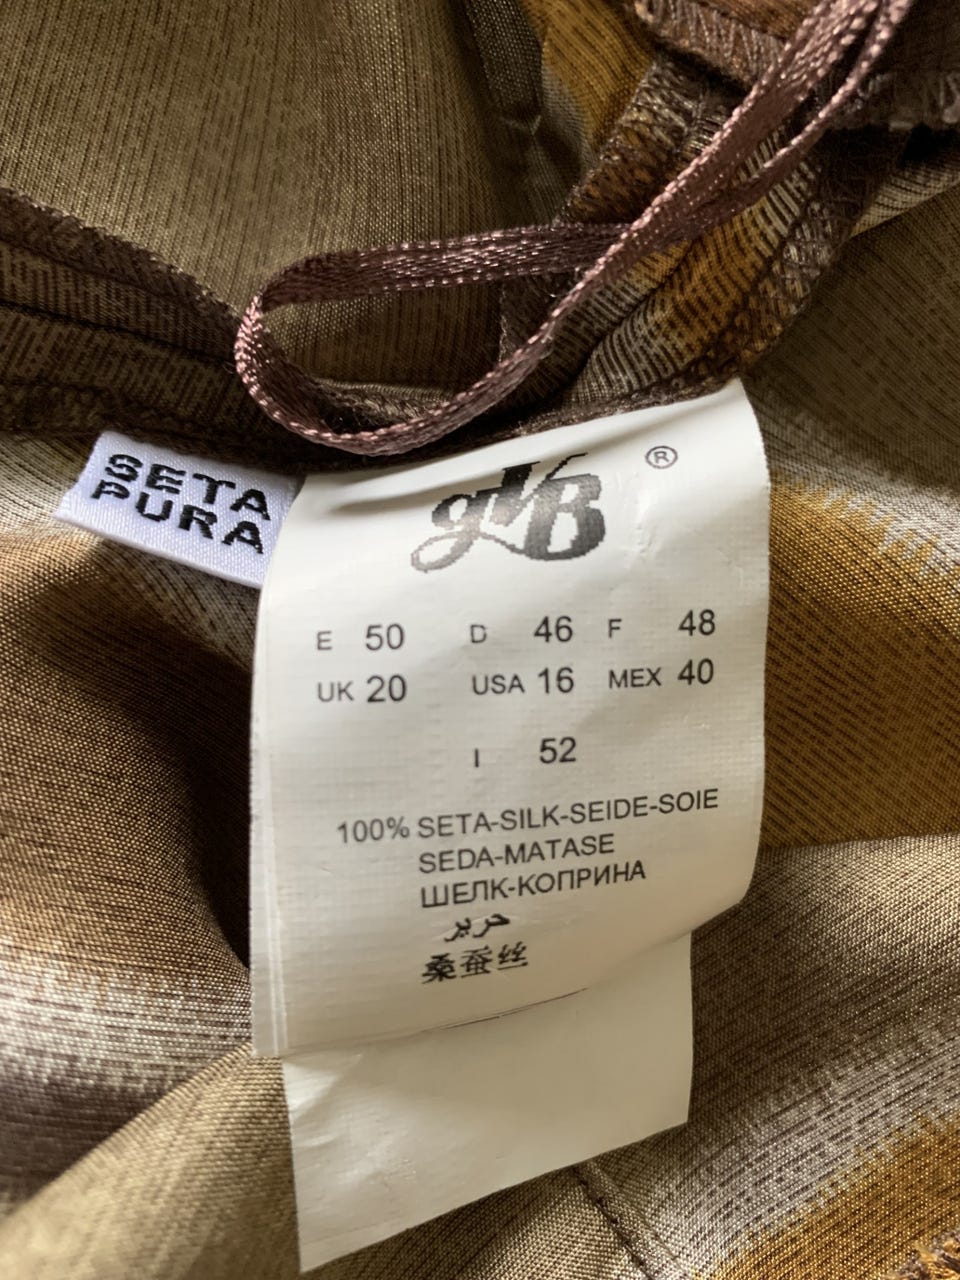 SETA
PURA
gMB ®
E 50 D 46 F 48
UK 20 USA 16 MEX 40
I 52
100% SETA-SILK-SEIDE-SOIE
SEDA-MATASE
ШЕЛК-КОПРИНА
حرير
桑蚕丝